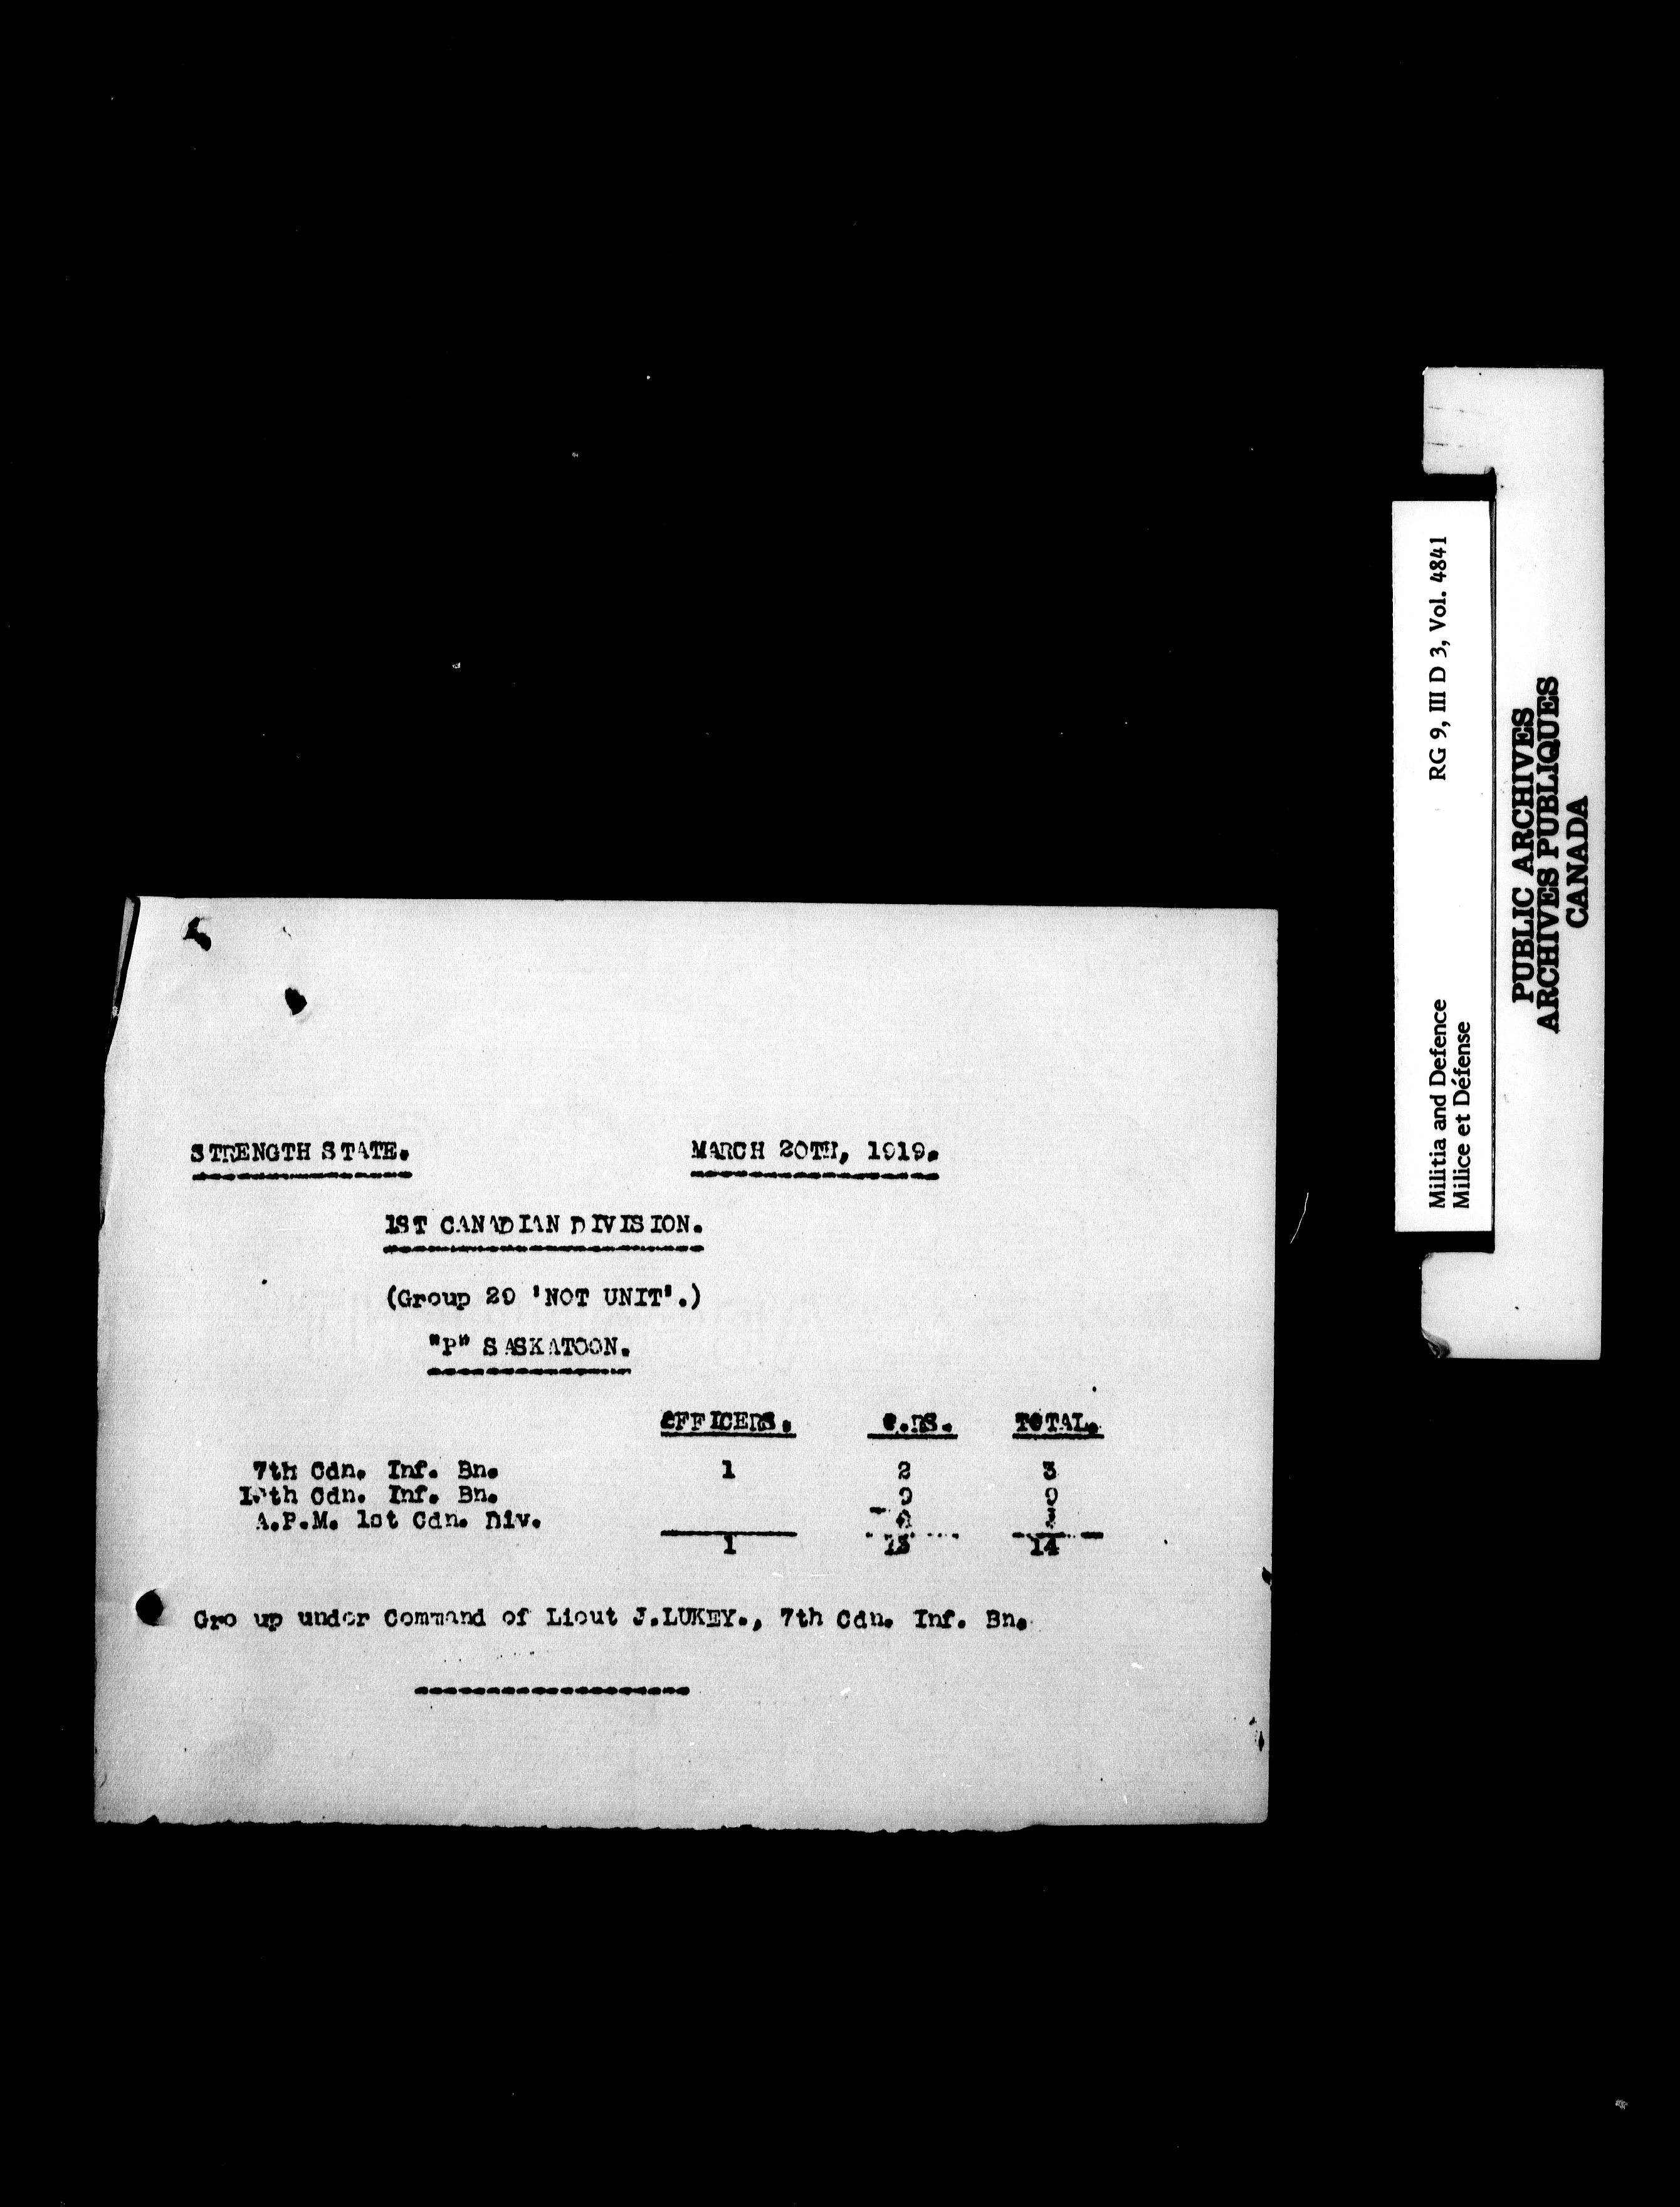 STRENGTH STATE. MARCH 20TH, 1919.
1ST CANADIAN DIVISION.
(Group 20 'NOT UNIT'.)
"P" SASKATOON.
OFFICERS. O.RS. TOTAL.
7th Cdn. Inf. Bn. 1 2 3
Cdn. Inf. Bn. 9 9
A.P.M. 1st Cdn. Div.
1 13 14
Gro up under Command of Lieut J.LUKEY., 7th Cdn. Inf. Bn.
Militia and Defence RG 9, III D 3, Vol. 4841
Milice et Défense
PUBLIC ARCHIVES
ARCHIVES PUBLIQUES
CANADA